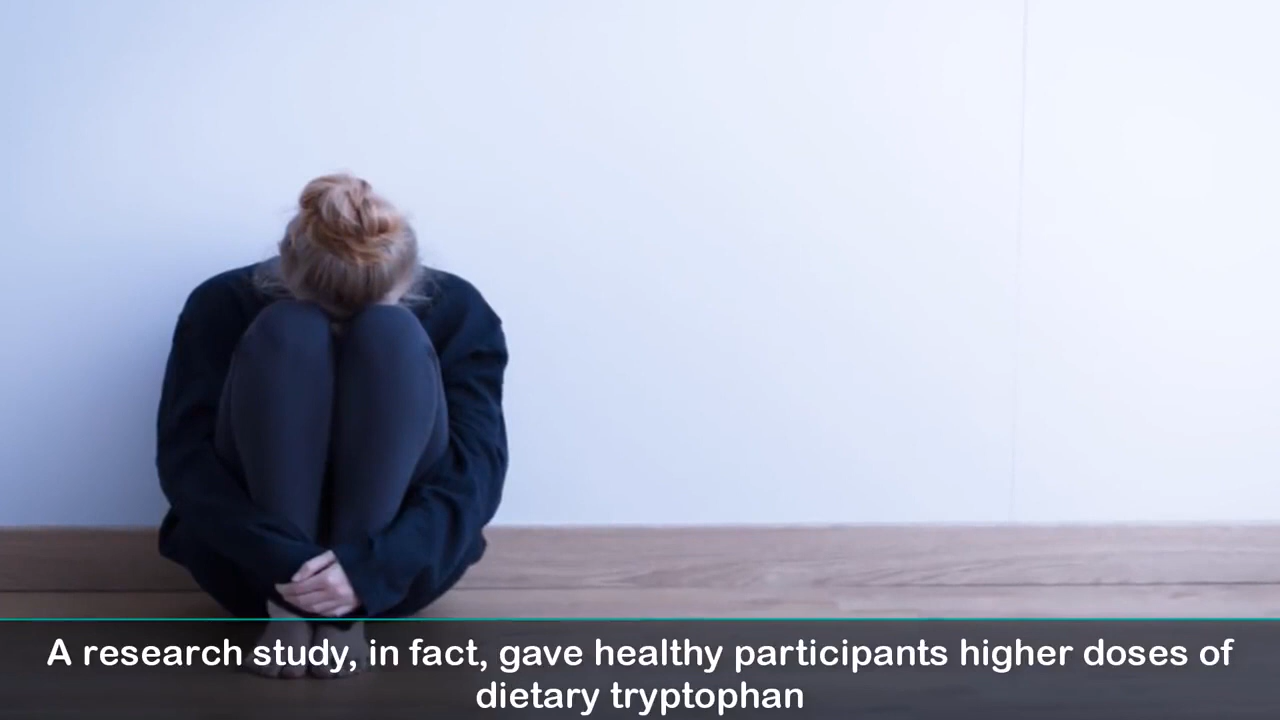 A research study, in fact, gave healthy participants higher doses of
dietary tryptophan